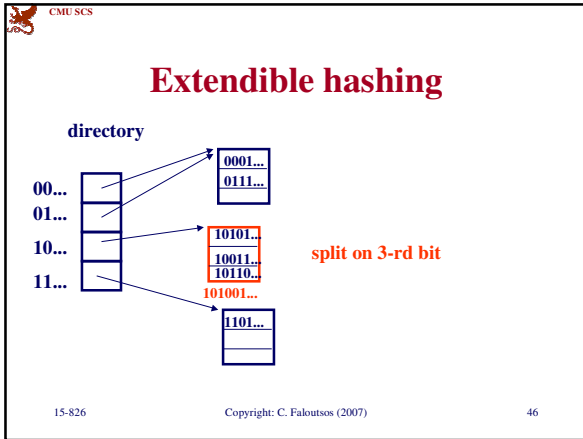 CMU SCS
Extendible hashing
directory
00...
01...
10...
11...
0001...
0111...
10101...
10011...
10110...
101001...
1101...
split on 3-rd bit
15-826
Copyright: C. Faloutsos (2007)
46